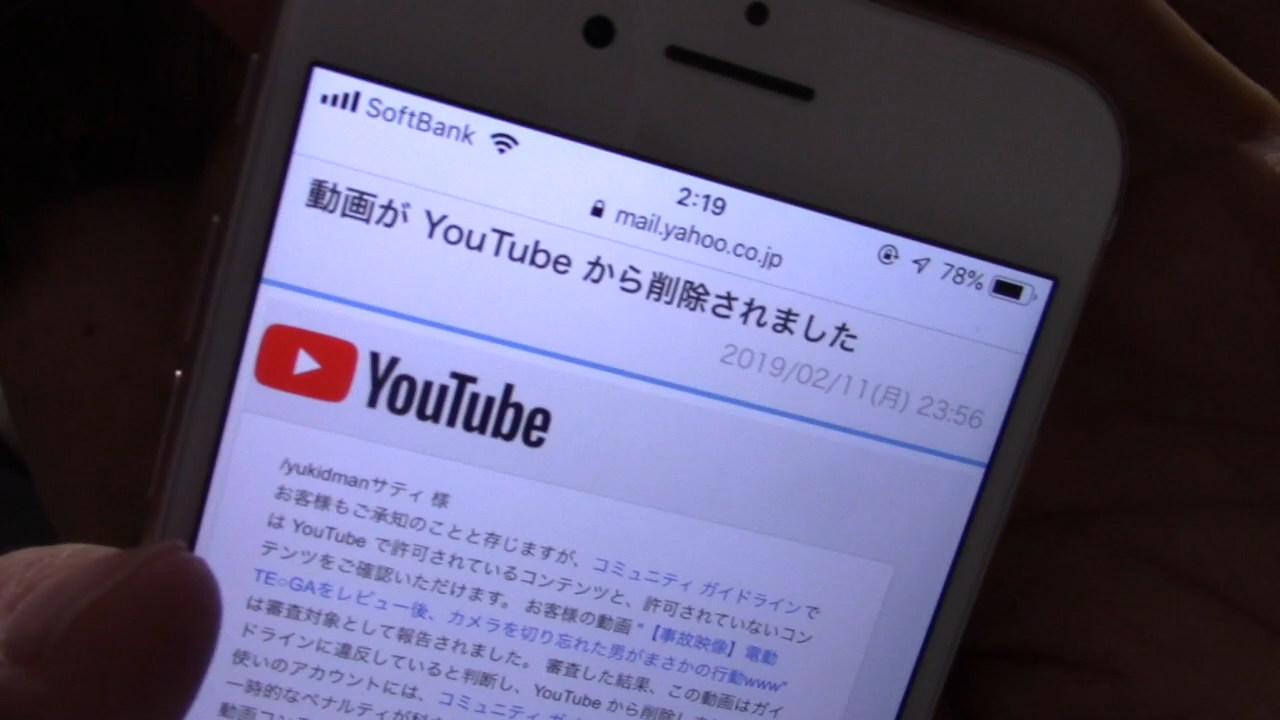 SoftBank
2:19
mail.yahoo.co.jp
78%
動画が YouTube から削除されました
2019/02/11(月) 23:56
YouTube
/yukidmanサティ 様
お客様もご承知のことと存じますが、コミュニティ ガイドラインで
は YouTube で許可されているコンテンツと、許可されていないコン
テンツをご確認いただけます。 お客様の動画 "【事故映像】電動
TE○GAをレビュー後、カメラを切り忘れた男がまさかの行動www"
は審査対象として報告されました。 審査した結果、この動画はガイ
ドラインに違反していると判断し、YouTube から削除し
使いのアカウントには、コミュニティ ガ
一時的なペナルティが科
動画コン